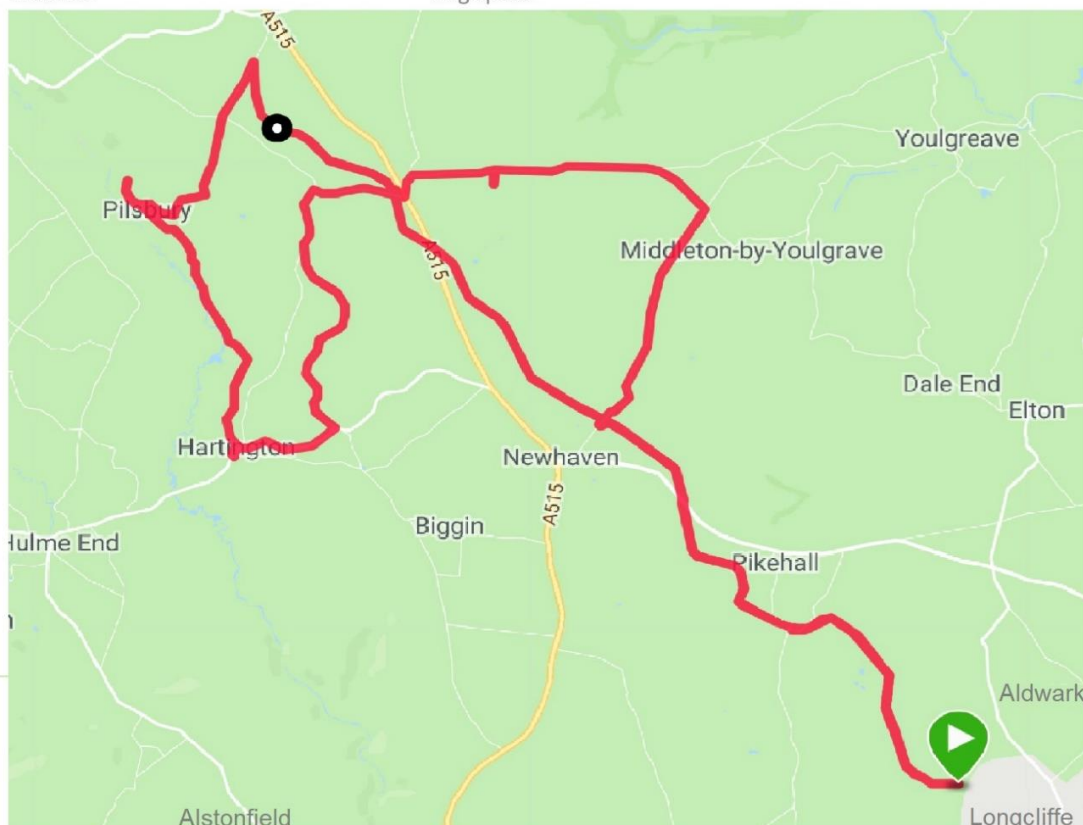 A515
Youlgreave
Pilsbury
Middleton-by-Youlgrave
A515
Dale End
Elton
Hartington
Newhaven
A515
Biggin
Hulme End
Pikehall
Aldwark
Alstonfield
Longcliffe